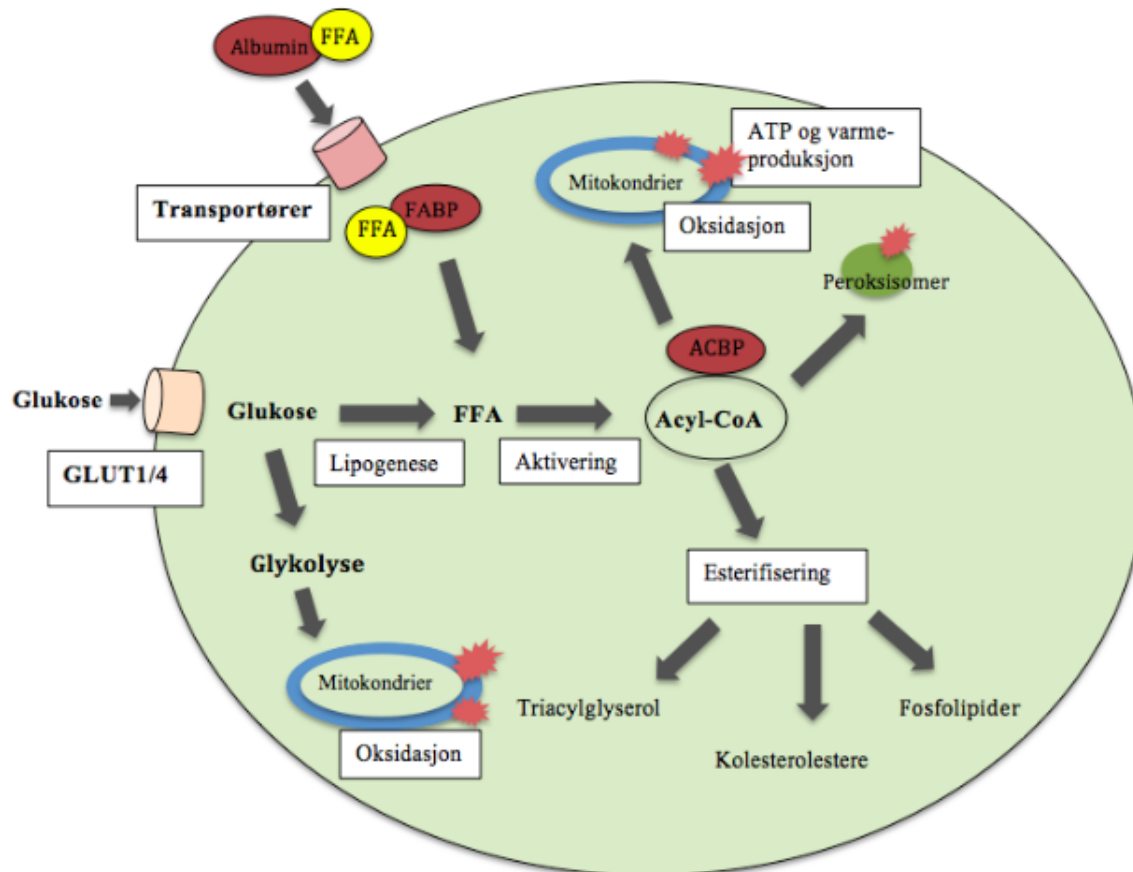 Albumin
FFA
ATP og varme-
produksjon
Mitokondrier
Transportører
FABP
FFA
Oksidasjon
Peroksisomer
ACBP
Glukose
Glukose
FFA
Acyl-CoA
Lipogenese
Aktivering
GLUT1/4
Glykolyse
Esterifisering
Mitokondrier
Triacylglyserol
Fosfolipider
Oksidasjon
Kolesterolestere